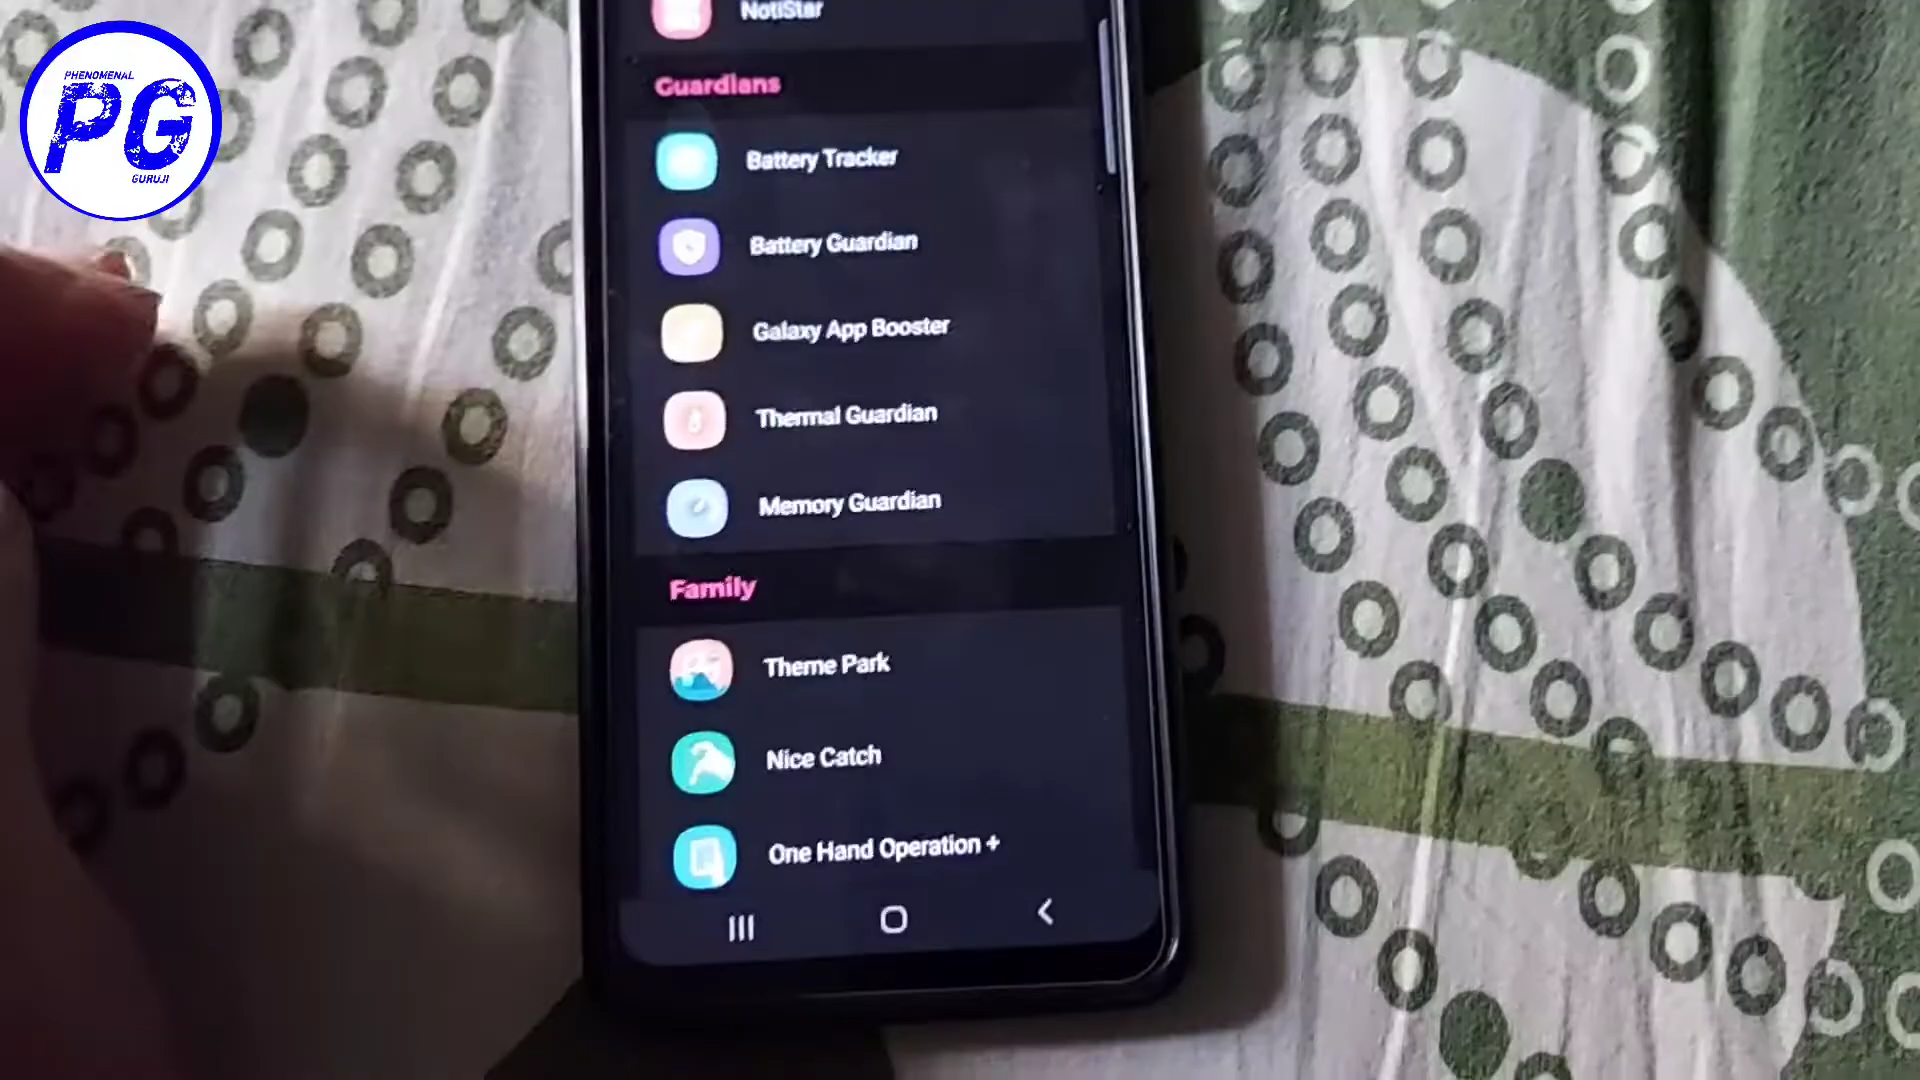 PHENOMENAL
PG
GURUJI
NotiStar
Guardians
Battery Tracker
Battery Guardian
Galaxy App Booster
Thermal Guardian
Memory Guardian
Family
Theme Park
Nice Catch
One Hand Operation +